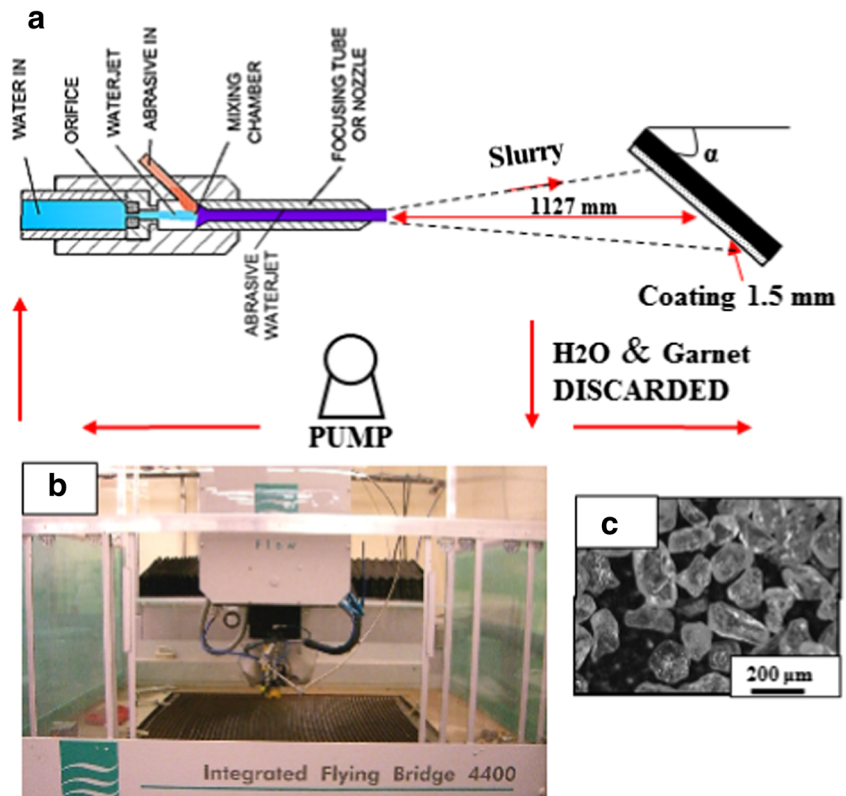 a
WATER IN
ORIFICE
WATERJET
ABRASIVE IN
MIXING
CHAMBER
FOCUSING TUBE
OR NOZZLE
ABRASIVE
WATERJET
Slurry
1127 mm
α
Coating 1.5 mm
H2O & Garnet
DISCARDED
PUMP
b
Flow
Integrated Flying Bridge 4400
c
200 µm